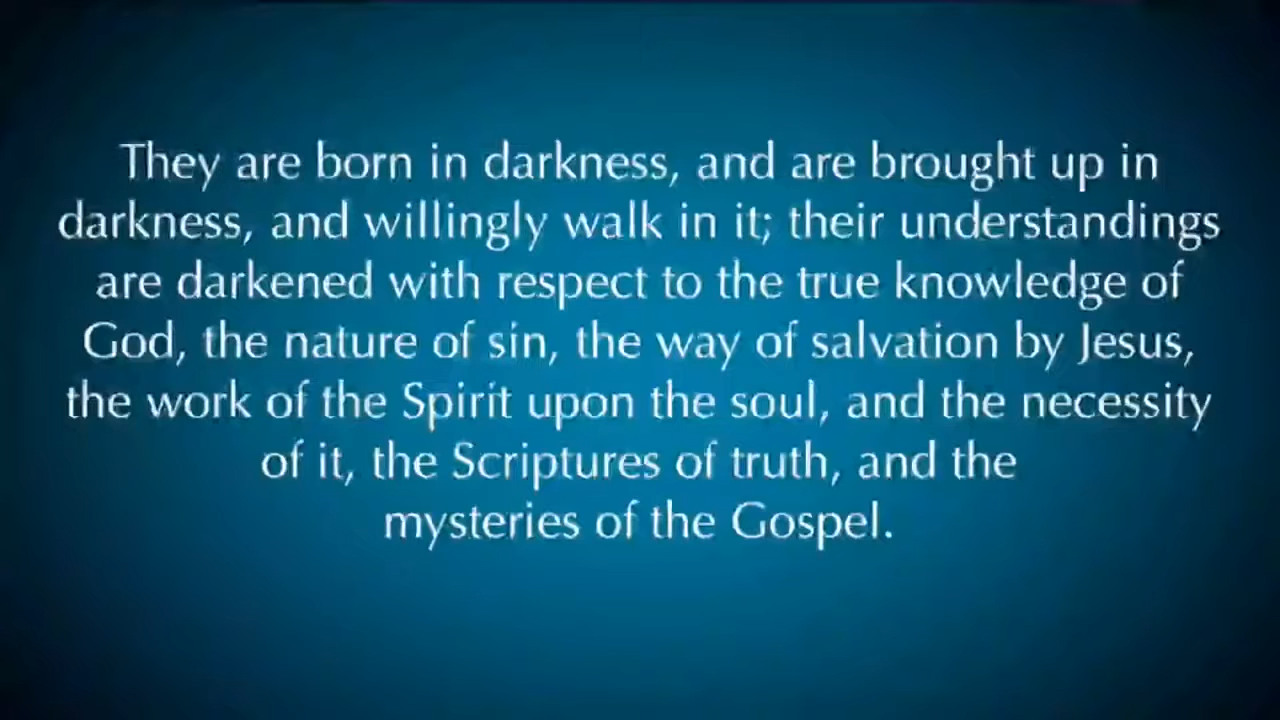 They are born in darkness, and are brought up in
darkness, and willingly walk in it; their understandings
are darkened with respect to the true knowledge of
God, the nature of sin, the way of salvation by Jesus,
the work of the Spirit upon the soul, and the necessity
of it, the Scriptures of truth, and the
mysteries of the Gospel.